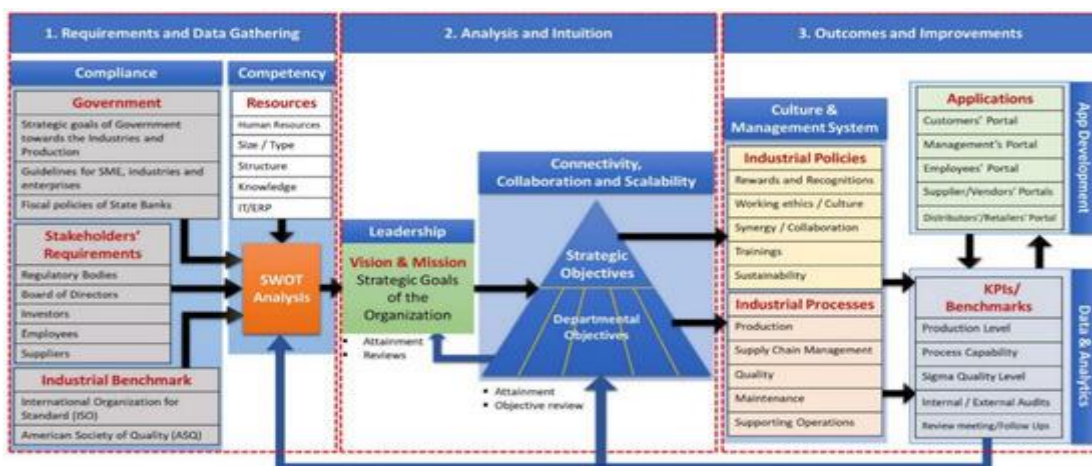 1. Requirements and Data Gathering
2. Analysis and Intuition
3. Outcomes and Improvements
Compliance
Government
Strategic goals of Government
towards the Industries and
Production
Guidelines for SME, industries and
enterprises
Fiscal policies of State Banks
Stakeholders'
Requirements
Regulatory Bodies
Board of Directors
Investors
Employees
Suppliers
Industrial Benchmark
International Organization for
Standard (ISO)
American Society of Quality (ASQ)
Competency
Resources
Human Resources
Size / Type
Structure
Knowledge
IT/ERP
SWOT
Analysis
Leadership
Vision & Mission
Strategic Goals
of the
Organization
Attainment
Reviews
Connectivity,
Collaboration and Scalability
Strategic
Objectives
Departmental
Objectives
Attainment
Objective review
Culture &
Management System
Industrial Policies
Rewards and Recognitions
Working ethics / Culture
Synergy / Collaboration
Trainings
Sustainability
Industrial Processes
Production
Supply Chain Management
Quality
Maintenance
Supporting Operations
Applications
Customers' Portal
Management's Portal
Employees' Portal
Supplier/Vendors' Portals
Distributors'/Retailers' Portal
KPIs/
Benchmarks
Production Level
Process Capability
Sigma Quality Level
Internal / External Audits
Review meeting/Follow Ups
App Development
Data & Analytics